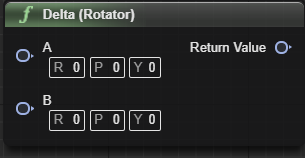 f Delta (Rotator)
A Return Value
R 0 P 0 Y 0
B
R 0 P 0 Y 0